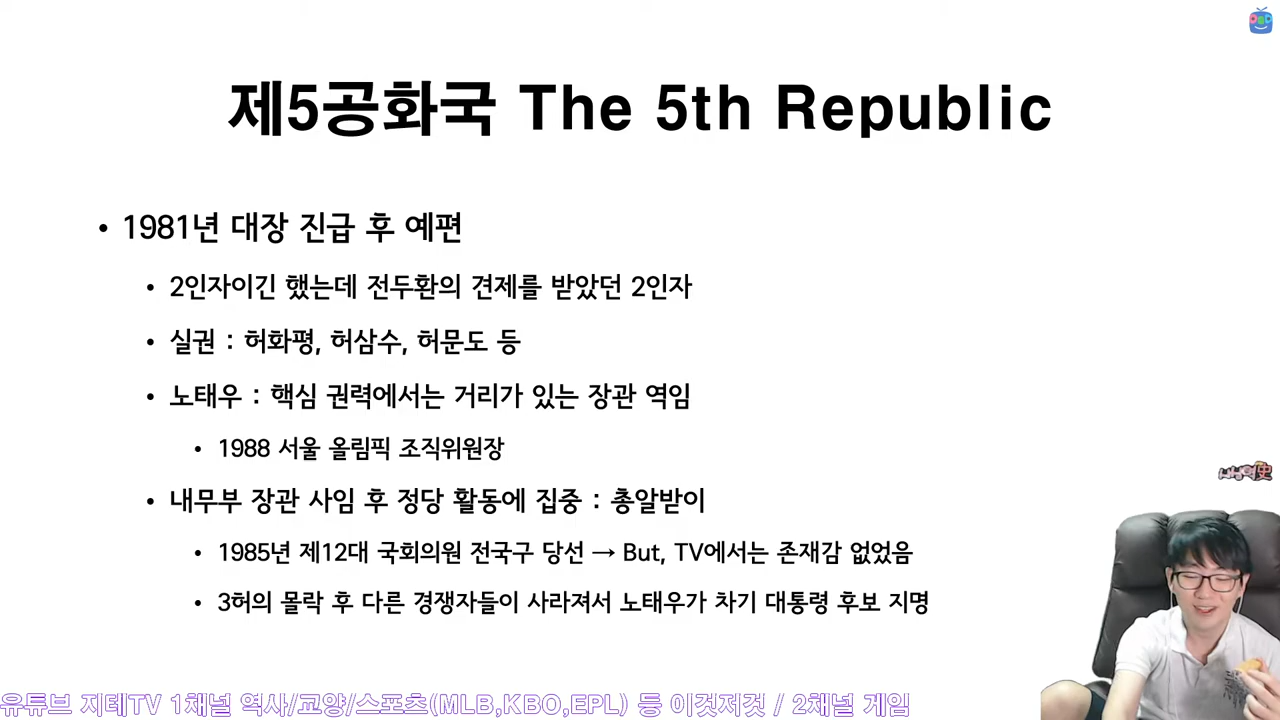 제5공화국 The 5th Republic
• 1981년 대장 진급 후 예편
• 2인자이긴 했는데 전두환의 견제를 받았던 2인자
• 실권 : 허화평, 허삼수, 허문도 등
• 노태우 : 핵심 권력에서는 거리가 있는 장관 역임
• 1988 서울 올림픽 조직위원장
• 내무부 장관 사임 후 정당 활동에 집중 : 총알받이
• 1985년 제12대 국회의원 전국구 당선 → But, TV에서는 존재감 없었음
• 3허의 몰락 후 다른 경쟁자들이 사라져서 노태우가 차기 대통령 후보 지명
유튜브 지테TV 1채널 역사/교양/스포츠(MLB,KBO,EPL) 등 이것저것 / 2채널 게임